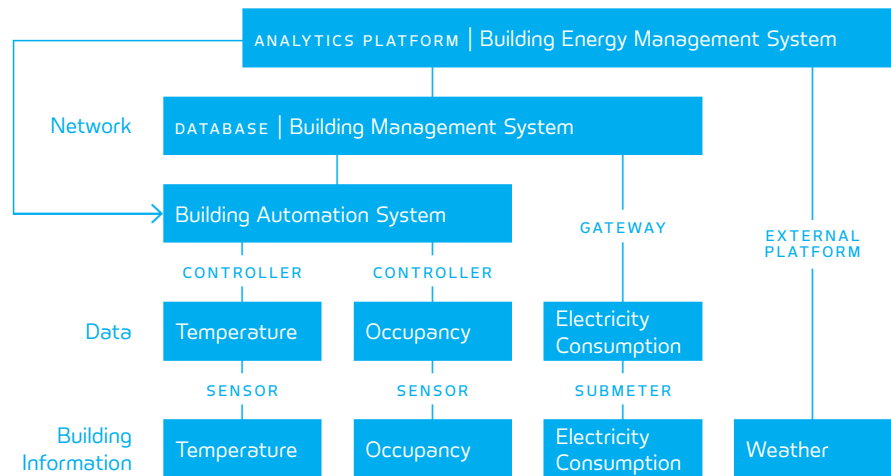 ANALYTICS PLATFORM | Building Energy Management System
Network
DATABASE | Building Management System
Building Automation System
GATEWAY
EXTERNAL
PLATFORM
CONTROLLER
CONTROLLER
Data
Temperature
Occupancy
Electricity
Consumption
SENSOR
SENSOR
SUBMETER
Building
Information
Temperature
Occupancy
Electricity
Consumption
Weather